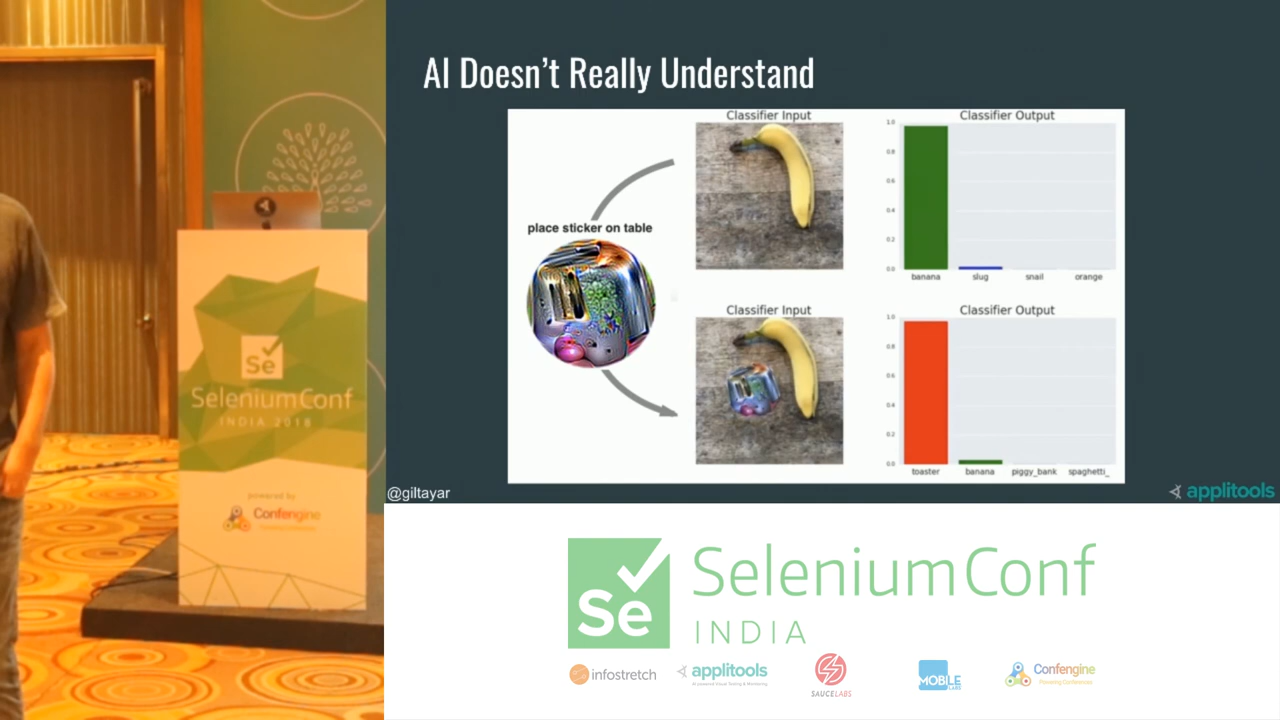 AI Doesn't Really Understand
Classifier Input
Classifier Output
1.0
0.8
0.6
0.4
0.2
0.0
banana
slug
snail
orange
place sticker on table
Classifier Input
Classifier Output
1.0
0.8
0.6
0.4
0.2
0.0
toaster
banana
piggy_bank
spaghetti_
@giltayar
applitools
Se
SeleniumConf
INDIA 2018
powered by
Confengine
Se
SeleniumConf
INDIA
infostretch
applitools
SAUCELABS
MOBILE
LABS
Confengine